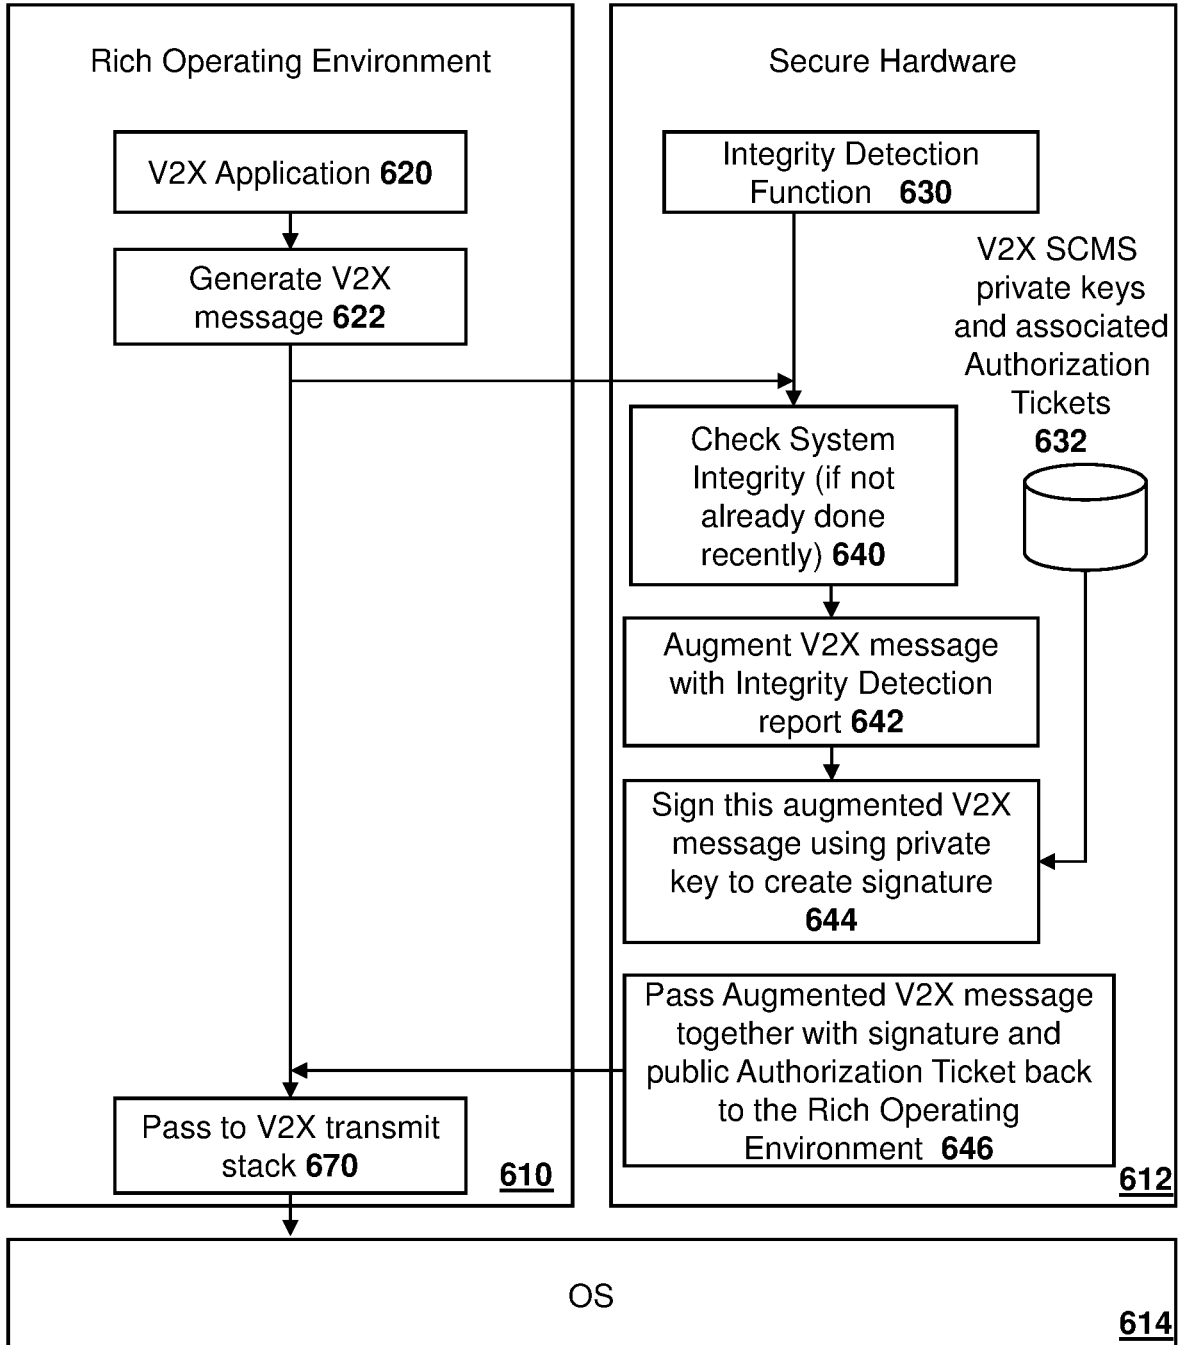 Rich Operating Environment
V2X Application 620
Generate V2X
message 622
Pass to V2X transmit
stack 670
610
Secure Hardware
Integrity Detection
Function 630
V2X SCMS
private keys
and associated
Authorization
Tickets
632
Check System
Integrity (if not
already done
recently) 640
Augment V2X message
with Integrity Detection
report 642
Sign this augmented V2X
message using private
key to create signature
644
Pass Augmented V2X message
together with signature and
public Authorization Ticket back
to the Rich Operating
Environment 646
612
OS
614